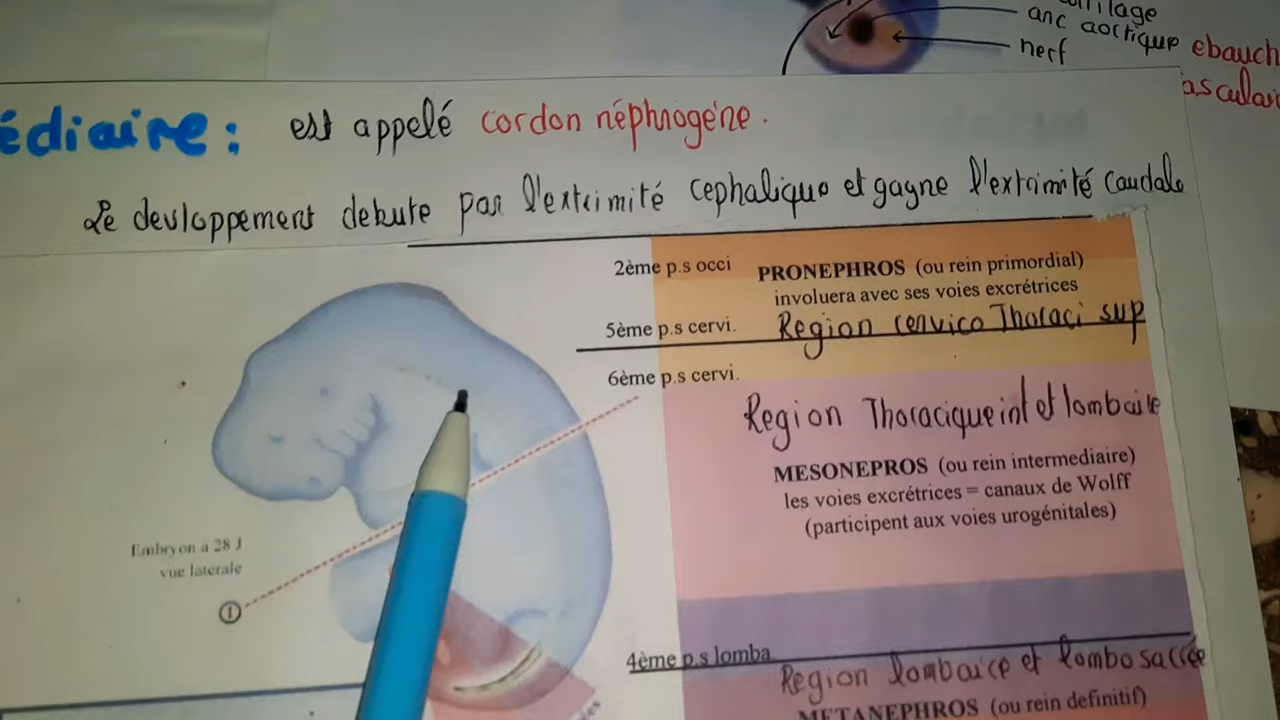 anc aortique
nerf
ebauch
édiaire : est appelé cordon néphrogène.
Le devloppement debute par l'extrimité cephalique et gagne l'extrimité caudale
2ème p.s occi
PRONEPHROS (ou rein primordial)
involuera avec ses voies excrétrices
5ème p.s cervi.
Region cervico Thoraci sup
6ème p.s cervi.
Region Thoracique inf et lombaire
MESONEPROS (ou rein intermediaire)
les voies excrétrices = canaux de Wolff
(participent aux voies urogénitales)
Embryon à 28 J
vue laterale
1
4ème p.s lomba.
Region lombaire et lombosacrée
METANEPHROS (ou rein definitif)